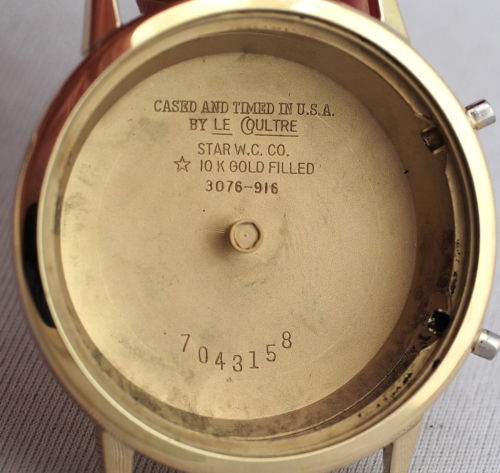 CASED AND TIMED IN U.S.A.
BY LE COULTRE
STAR W.C. CO.
☆ 10 K GOLD FILLED
3076-916
7043158